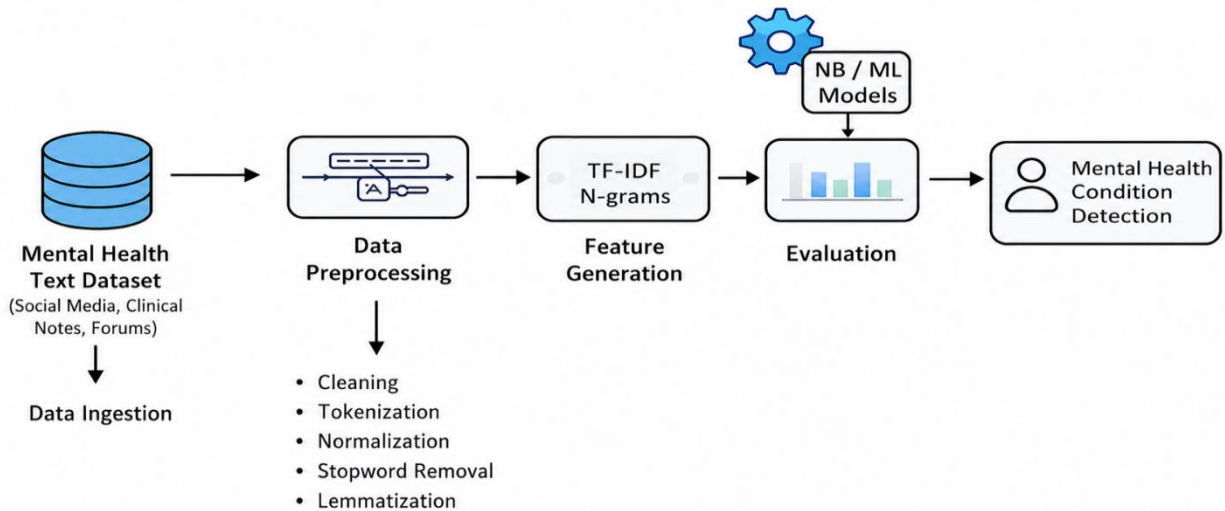 NB / ML
Models
TF-IDF
N-grams
Mental Health
Condition
Detection
Mental Health
Text Dataset
(Social Media, Clinical
Notes, Forums)
Data Ingestion
Data
Preprocessing
• Cleaning
• Tokenization
• Normalization
• Stopword Removal
• Lemmatization
Feature
Generation
Evaluation